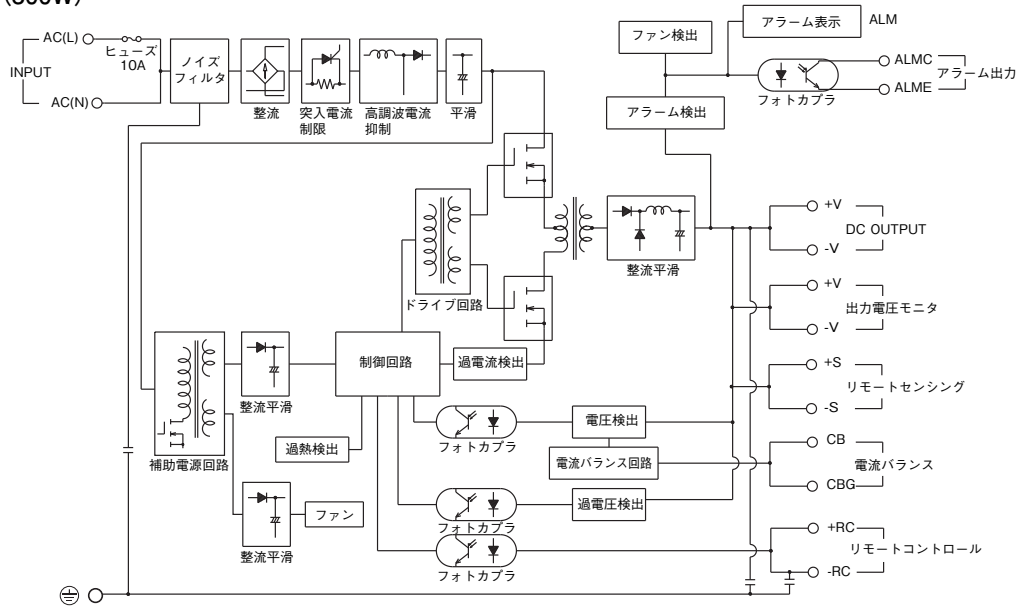 AC(L)
ヒューズ
10A
INPUT
AC(N)
ノイズ
フィルタ
整流
突入電流
制限
高調波電流
抑制
平滑
ファン検出
アラーム表示
ALM
ALMC
アラーム出力
ALME
フォトカプラ
アラーム検出
ドライブ回路
整流平滑
+V
DC OUTPUT
-V
+V
出力電圧モニタ
-V
+S
リモートセンシング
-S
CB
電流バランス
CBG
+RC
リモートコントロール
-RC
制御回路
過電流検出
補助電源回路
整流平滑
過熱検出
フォトカプラ
電圧検出
電流バランス回路
過電圧検出
フォトカプラ
フォトカプラ
ファン
整流平滑